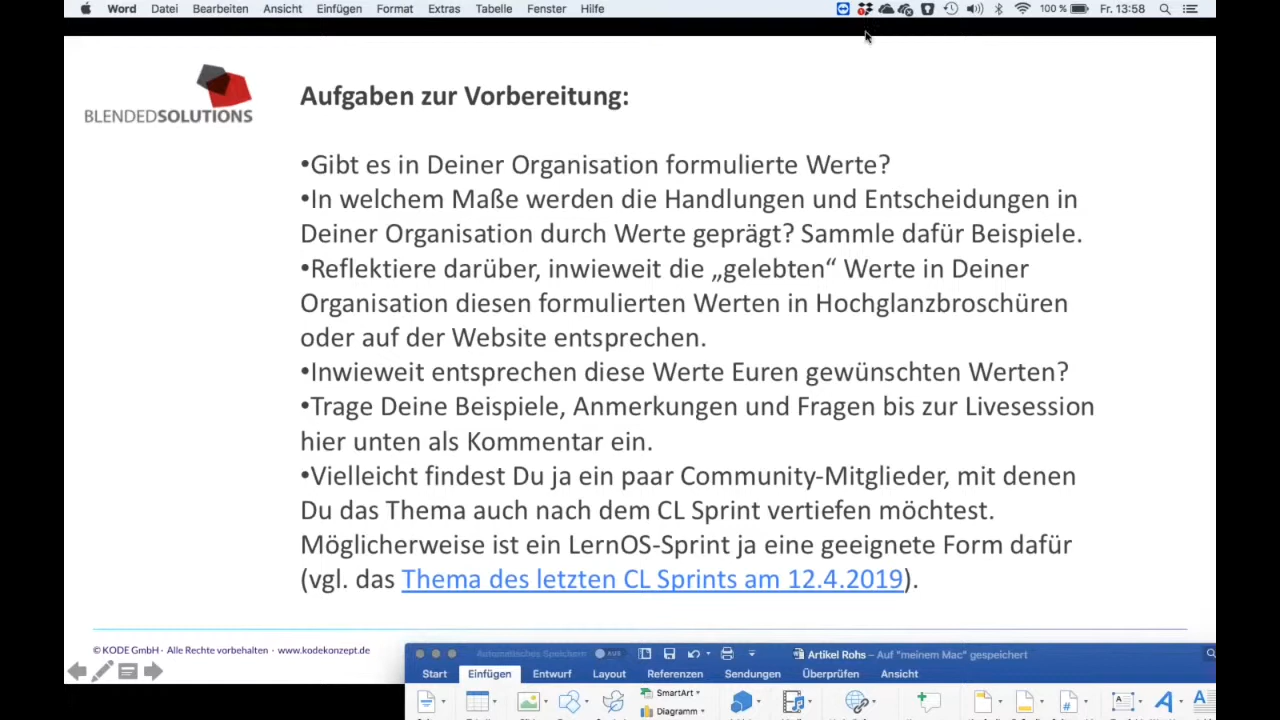 Word Datei Bearbeiten Ansicht Einfügen Format Extras Tabelle Fenster Hilfe 100 % Fr. 13:58
BLENDEDSOLUTIONS
Aufgaben zur Vorbereitung:
•Gibt es in Deiner Organisation formulierte Werte?
•In welchem Maße werden die Handlungen und Entscheidungen in
Deiner Organisation durch Werte geprägt? Sammle dafür Beispiele.
•Reflektiere darüber, inwieweit die „gelebten“ Werte in Deiner
Organisation diesen formulierten Werten in Hochglanzbroschüren
oder auf der Website entsprechen.
•Inwieweit entsprechen diese Werte Euren gewünschten Werten?
•Trage Deine Beispiele, Anmerkungen und Fragen bis zur Livesession
hier unten als Kommentar ein.
•Vielleicht findest Du ja ein paar Community-Mitglieder, mit denen
Du das Thema auch nach dem CL Sprint vertiefen möchtest.
Möglicherweise ist ein LernOS-Sprint ja eine geeignete Form dafür
(vgl. das Thema des letzten CL Sprints am 12.4.2019).
© KODE GmbH · Alle Rechte vorbehalten · www.kodekonzept.de
Automatisches Speichern AUS Artikel Rohs – Auf "meinem Mac" gespeichert
Start Einfügen Entwurf Layout Referenzen Sendungen Überprüfen Ansicht
SmartArt
Diagramm